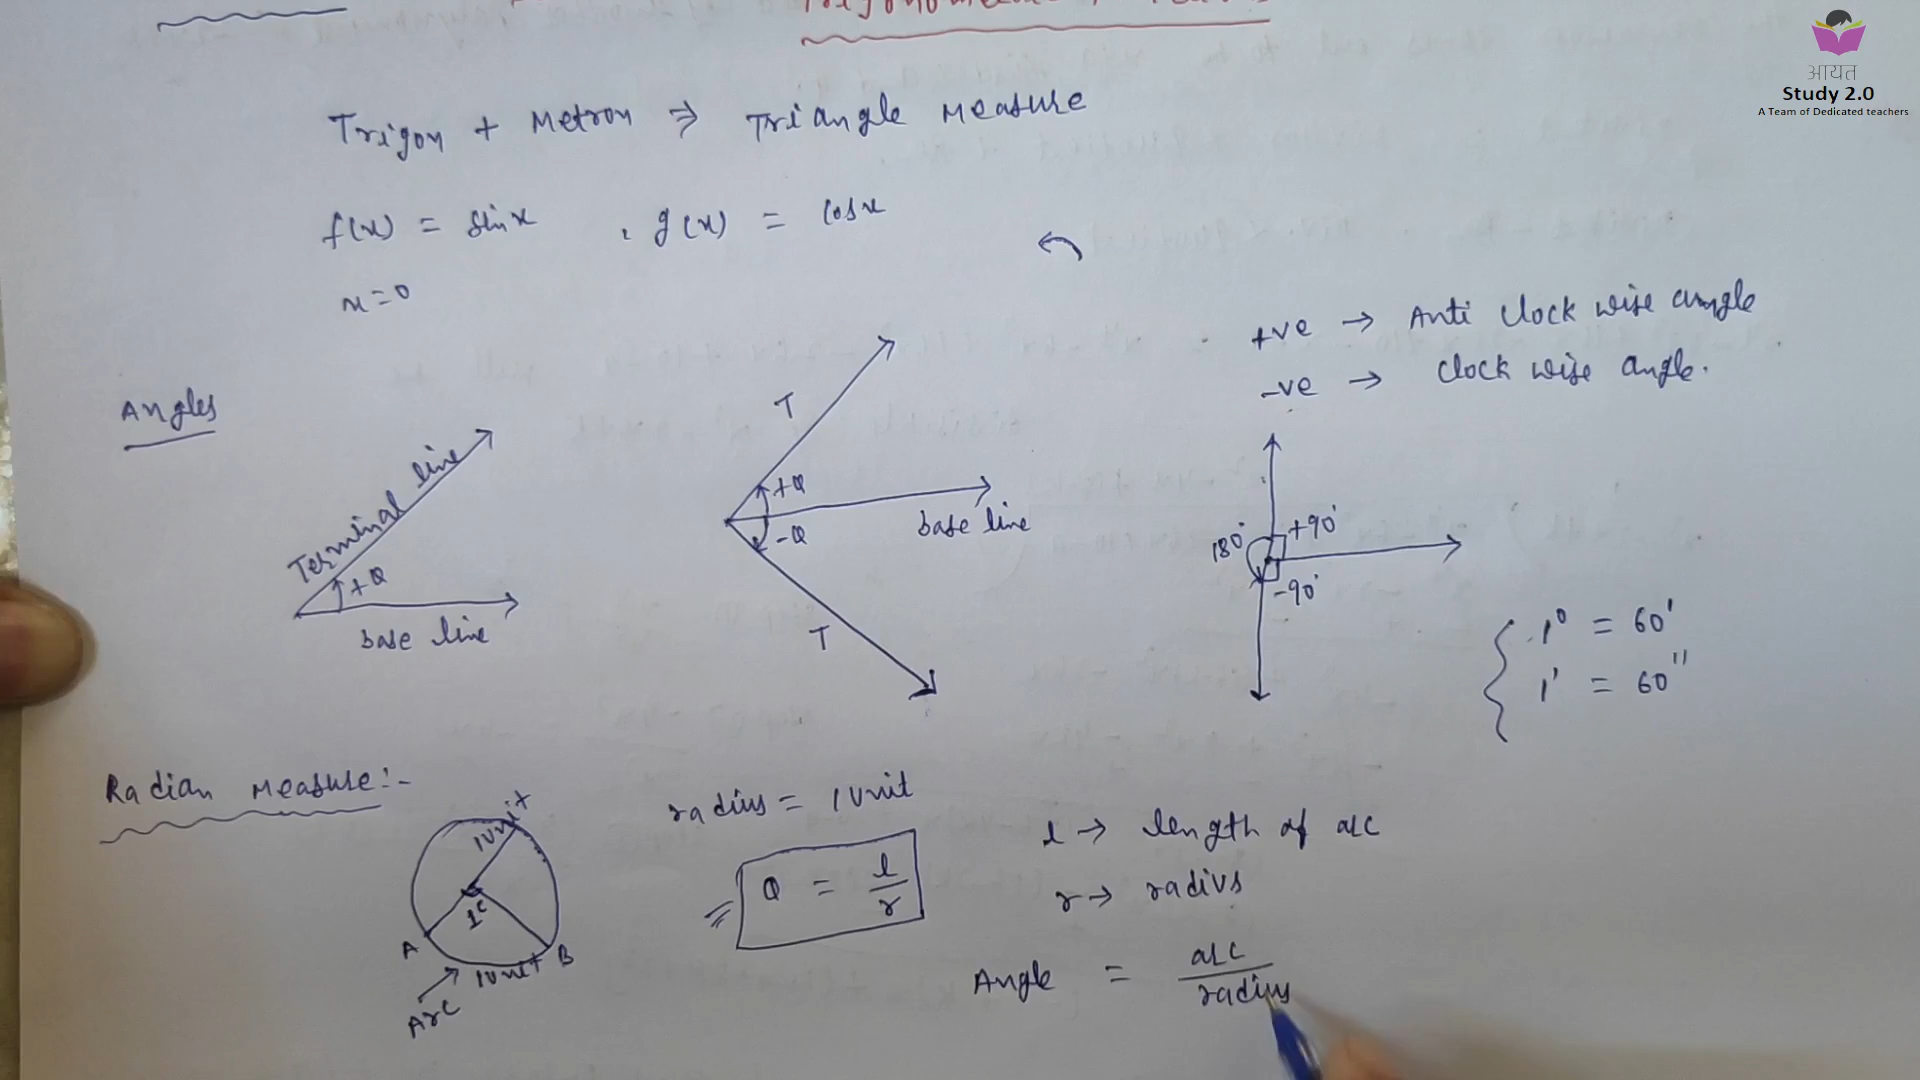 Trigon + Metron ⇒ Triangle Measure
f(x) = sin x , g(x) = cos x
x = 0
+ve → Anti clock wise angle
-ve → clock wise angle.
Angles
Terminal line
+θ
base line
T
+θ
-θ
base line
T
180°
+90°
-90°
1° = 60'
1' = 60''
Radian Measure:-
1 unit
1ᶜ
A
B
1 unit
Arc
radius = 1 unit
θ = l/r
l → length of arc
r → radius
Angle = arc/radius
आयत
Study 2.0
A Team of Dedicated teachers